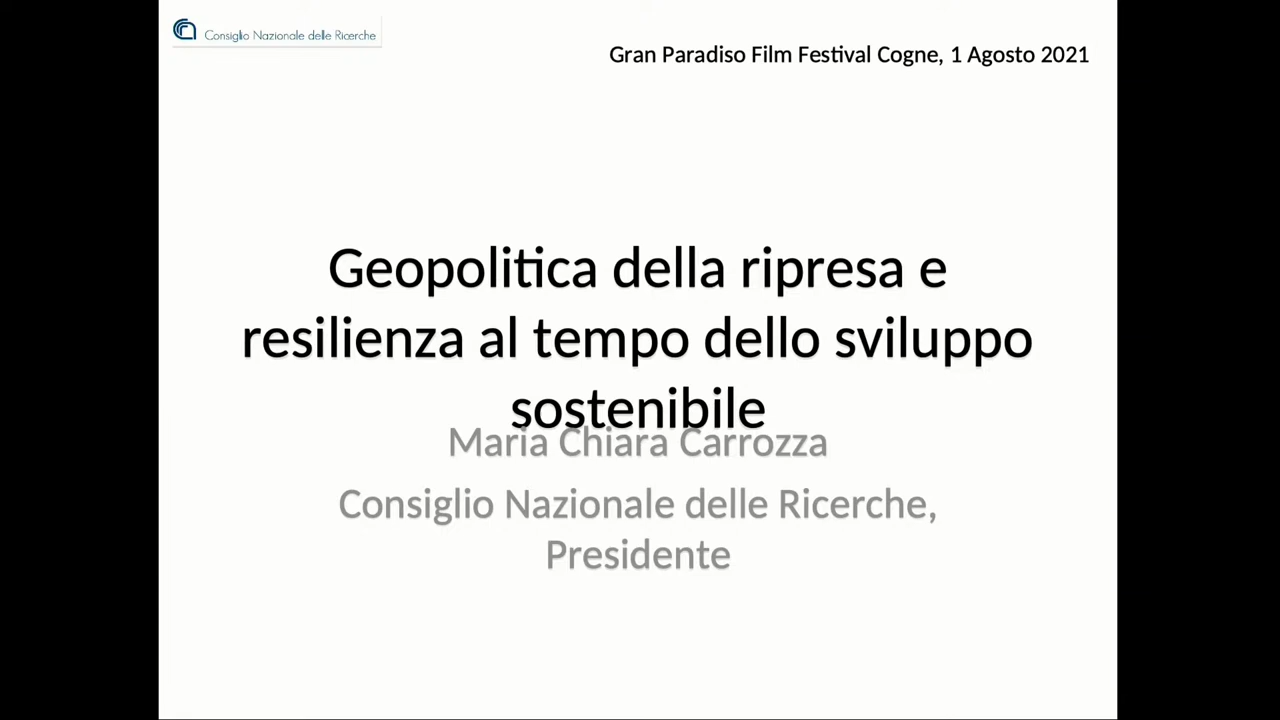 Consiglio Nazionale delle Ricerche
Gran Paradiso Film Festival Cogne, 1 Agosto 2021
Geopolitica della ripresa e
resilienza al tempo dello sviluppo
sostenibile
Maria Chiara Carrozza
Consiglio Nazionale delle Ricerche,
Presidente